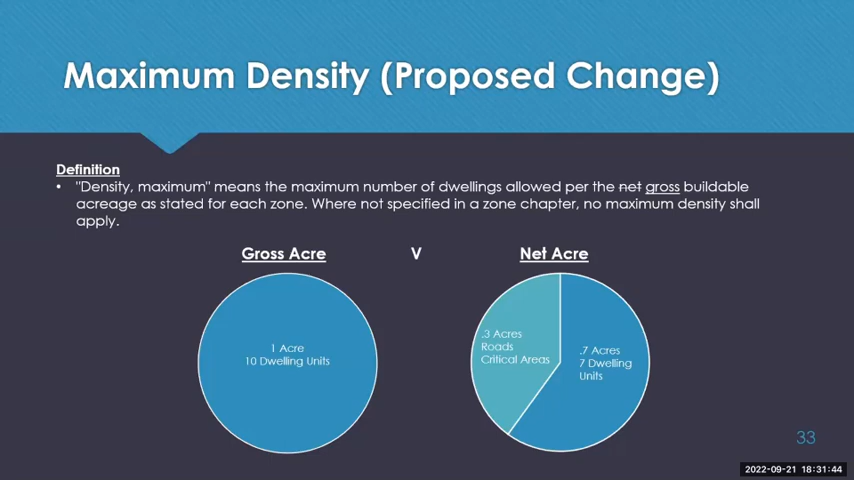 Maximum Density (Proposed Change)
Definition
• "Density, maximum" means the maximum number of dwellings allowed per the net gross buildable
acreage as stated for each zone. Where not specified in a zone chapter, no maximum density shall
apply.
Gross Acre V Net Acre
1 Acre
10 Dwelling Units
.3 Acres
Roads
Critical Areas
.7 Acres
7 Dwelling
Units
33
2022-09-21 18:31:44